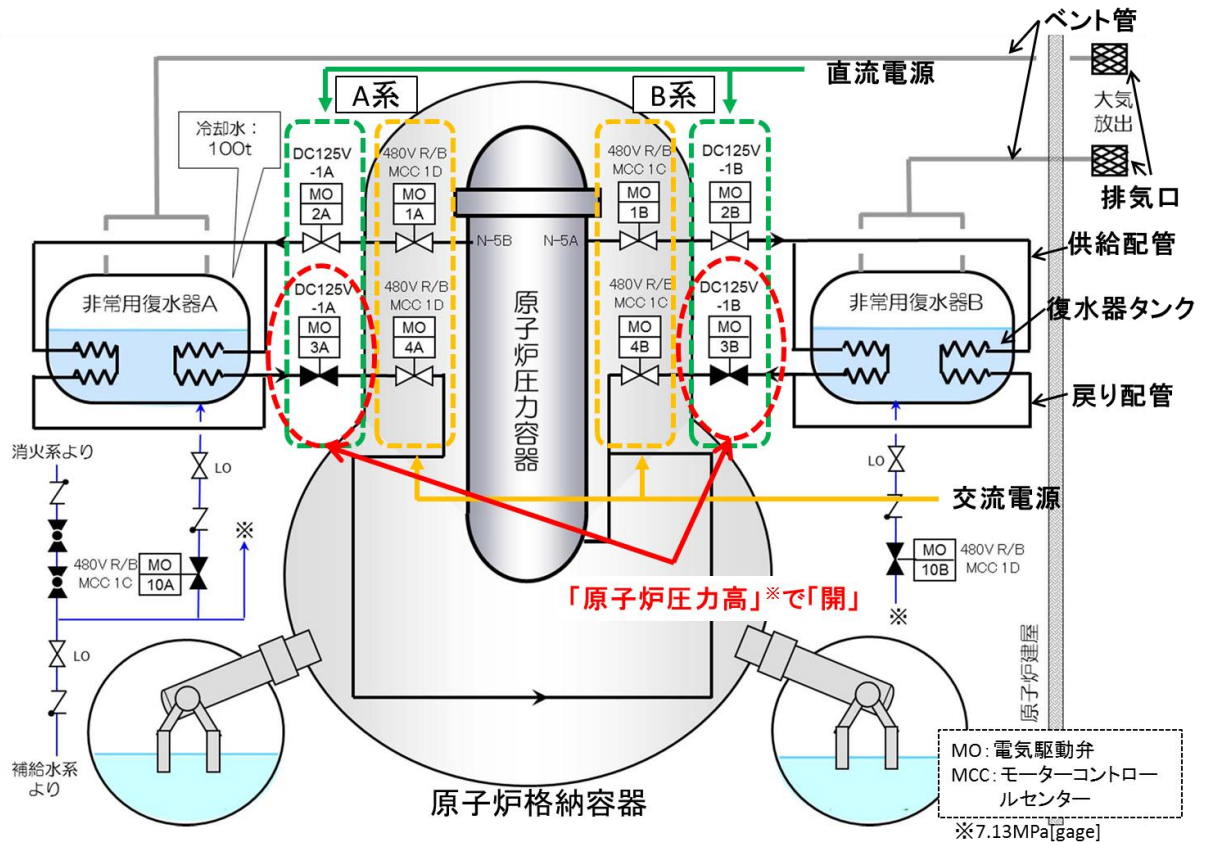 ベント管
直流電源
A系
B系
大気
放出
冷却水:
100t
DC125V
-1A
480V R/B
MCC 1D
480V R/B
MCC 1C
DC125V
-1B
排気口
MO
2A
MO
1A
MO
1B
MO
2B
N-5B
N-5A
供給配管
非常用復水器A
DC125V
-1A
480V R/B
MCC 1D
原子炉圧力容器
480V R/B
MCC 1C
DC125V
-1B
非常用復水器B
復水器タンク
MO
3A
MO
4A
MO
4B
MO
3B
戻り配管
消火系より
LO
LO
交流電源
※
480V R/B
MCC 1C
MO
10A
MO
10B
480V R/B
MCC 1D
「原子炉圧力高」※で「開」
※
LO
原子炉建屋
補給水系
より
原子炉格納容器
MO:電気駆動弁
MCC:モーターコントロー
ルセンター
※7.13MPa[gage]